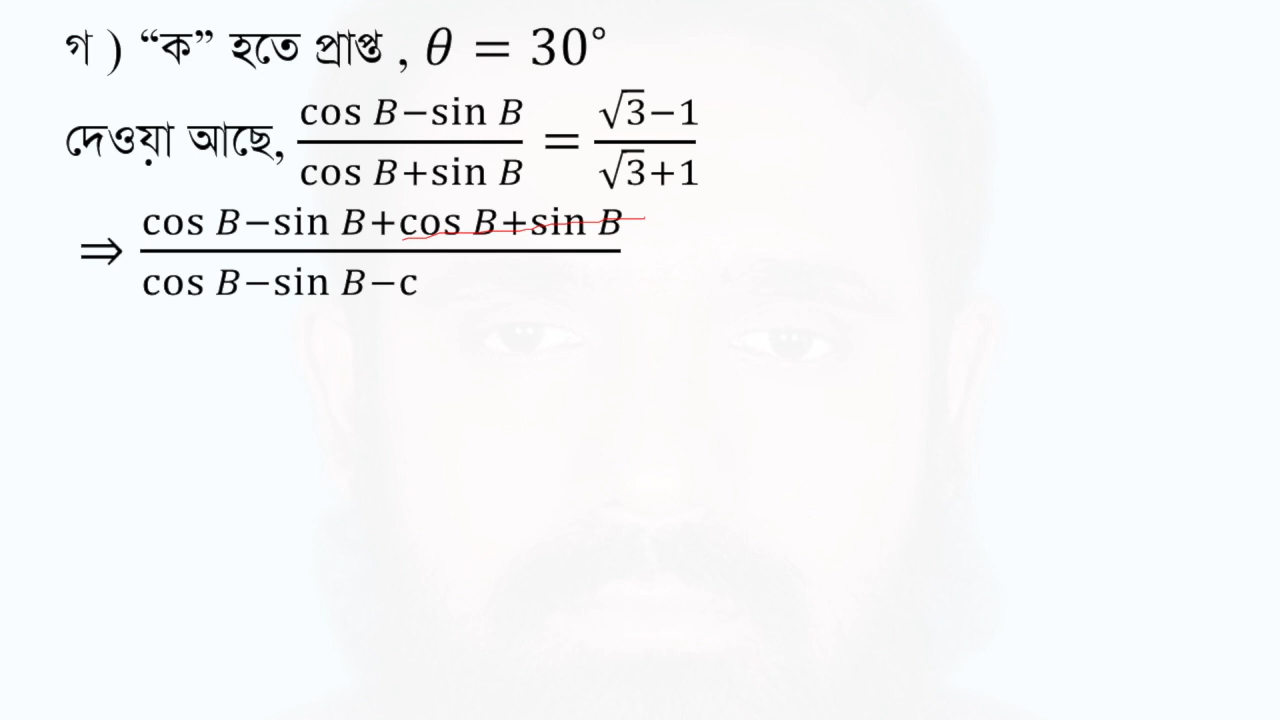 গ ) “ক” হতে প্রাপ্ত , θ = 30°
দেওয়া আছে, (cos B−sin B)/(cos B+sin B) = (√3−1)/(√3+1)
⇒ (cos B−sin B+cos B+sin B)/(cos B−sin B−c)